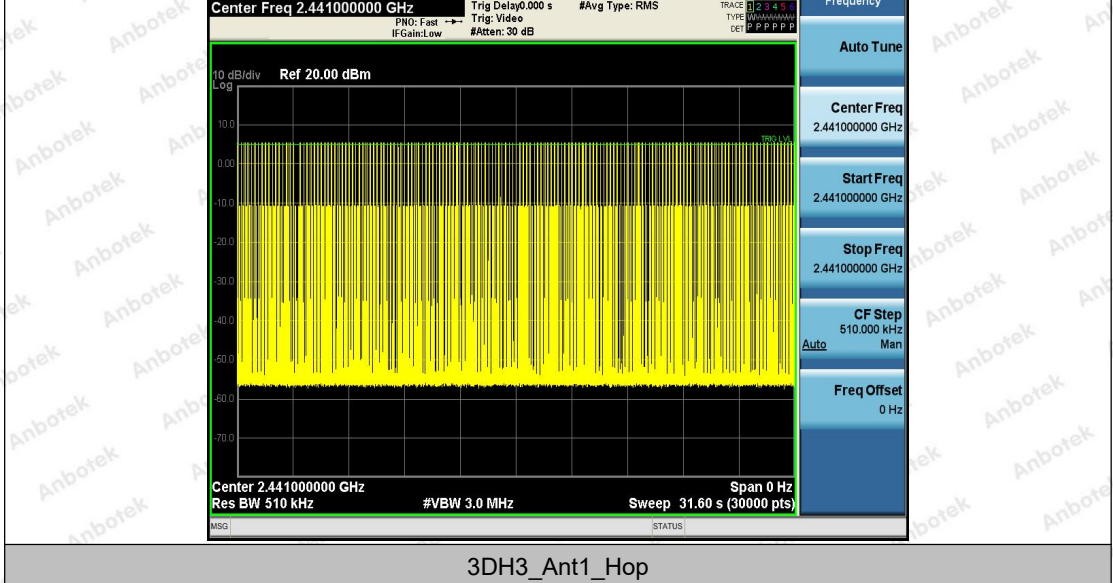 Center Freq 2.441000000 GHz
PNO: Fast
IFGain:Low
Trig Delay0.000 s
Trig: Video
#Atten: 30 dB
#Avg Type: RMS
TRACE 1 2 3 4 5 6
TYPE
DET P P P P P P
Frequency
10 dB/div
Log
Ref 20.00 dBm
10.0
0.00
-10.0
-20.0
-30.0
-40.0
-50.0
-60.0
-70.0
TRIG LVL
Center 2.441000000 GHz
Span 0 Hz
Res BW 510 kHz
#VBW 3.0 MHz
Sweep 31.60 s (30000 pts)
MSG
STATUS
Auto Tune
Center Freq
2.441000000 GHz
Start Freq
2.441000000 GHz
Stop Freq
2.441000000 GHz
CF Step
510.000 kHz
Auto Man
Freq Offset
0 Hz
3DH3_Ant1_Hop
Anbotek